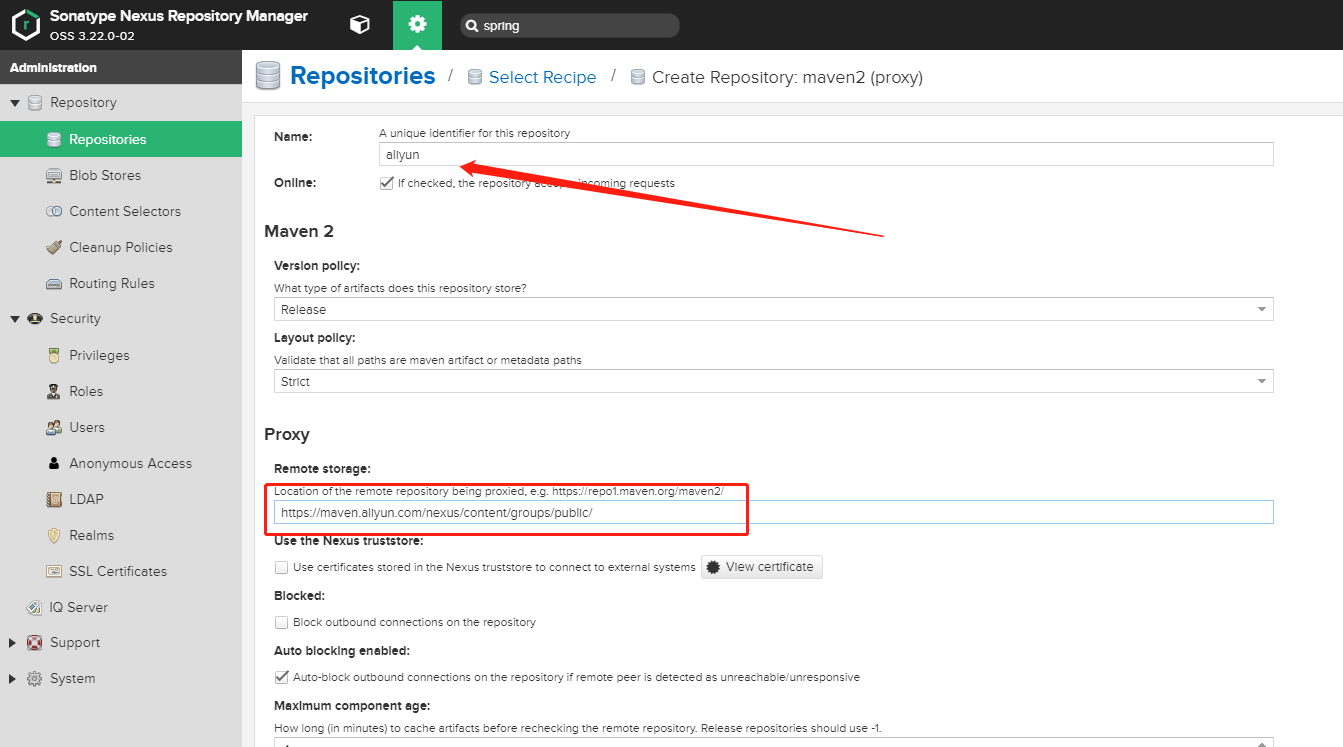 Sonatype Nexus Repository Manager
OSS 3.22.0-02
spring
Administration
Repository
Repositories
Blob Stores
Content Selectors
Cleanup Policies
Routing Rules
Security
Privileges
Roles
Users
Anonymous Access
LDAP
Realms
SSL Certificates
IQ Server
Support
System
Repositories / Select Recipe / Create Repository: maven2 (proxy)
Name: A unique identifier for this repository
aliyun
Online: If checked, the repository accepts incoming requests
Maven 2
Version policy:
What type of artifacts does this repository store?
Release
Layout policy:
Validate that all paths are maven artifact or metadata paths
Strict
Proxy
Remote storage:
Location of the remote repository being proxied, e.g. https://repo1.maven.org/maven2/
https://maven.aliyun.com/nexus/content/groups/public/
Use the Nexus truststore:
Use certificates stored in the Nexus truststore to connect to external systems View certificate
Blocked:
Block outbound connections on the repository
Auto blocking enabled:
Auto-block outbound connections on the repository if remote peer is detected as unreachable/unresponsive
Maximum component age:
How long (in minutes) to cache artifacts before rechecking the remote repository. Release repositories should use -1.